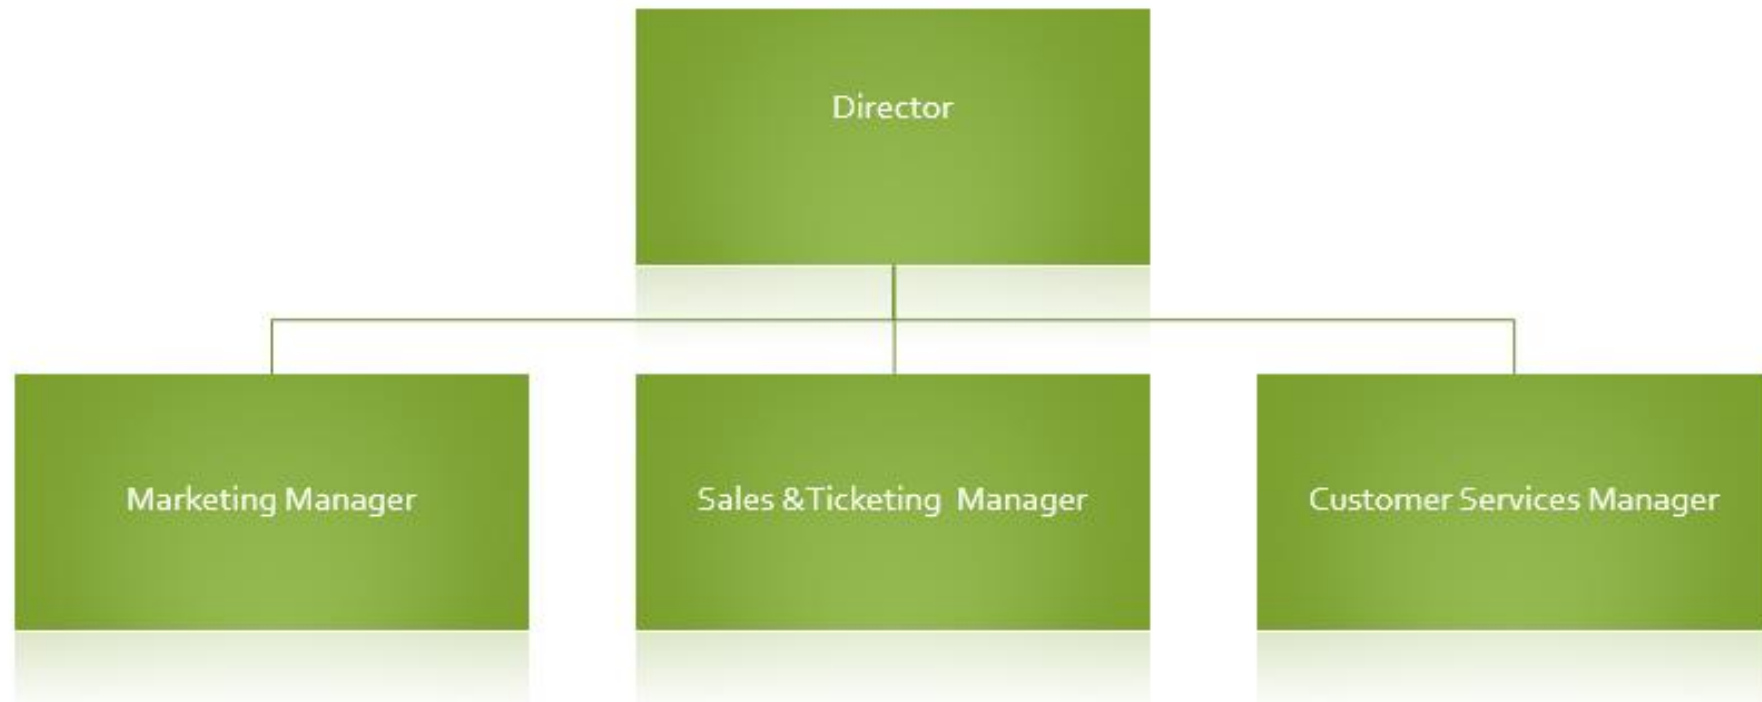 Director
Marketing Manager
Sales &Ticketing  Manager
Customer Services Manager